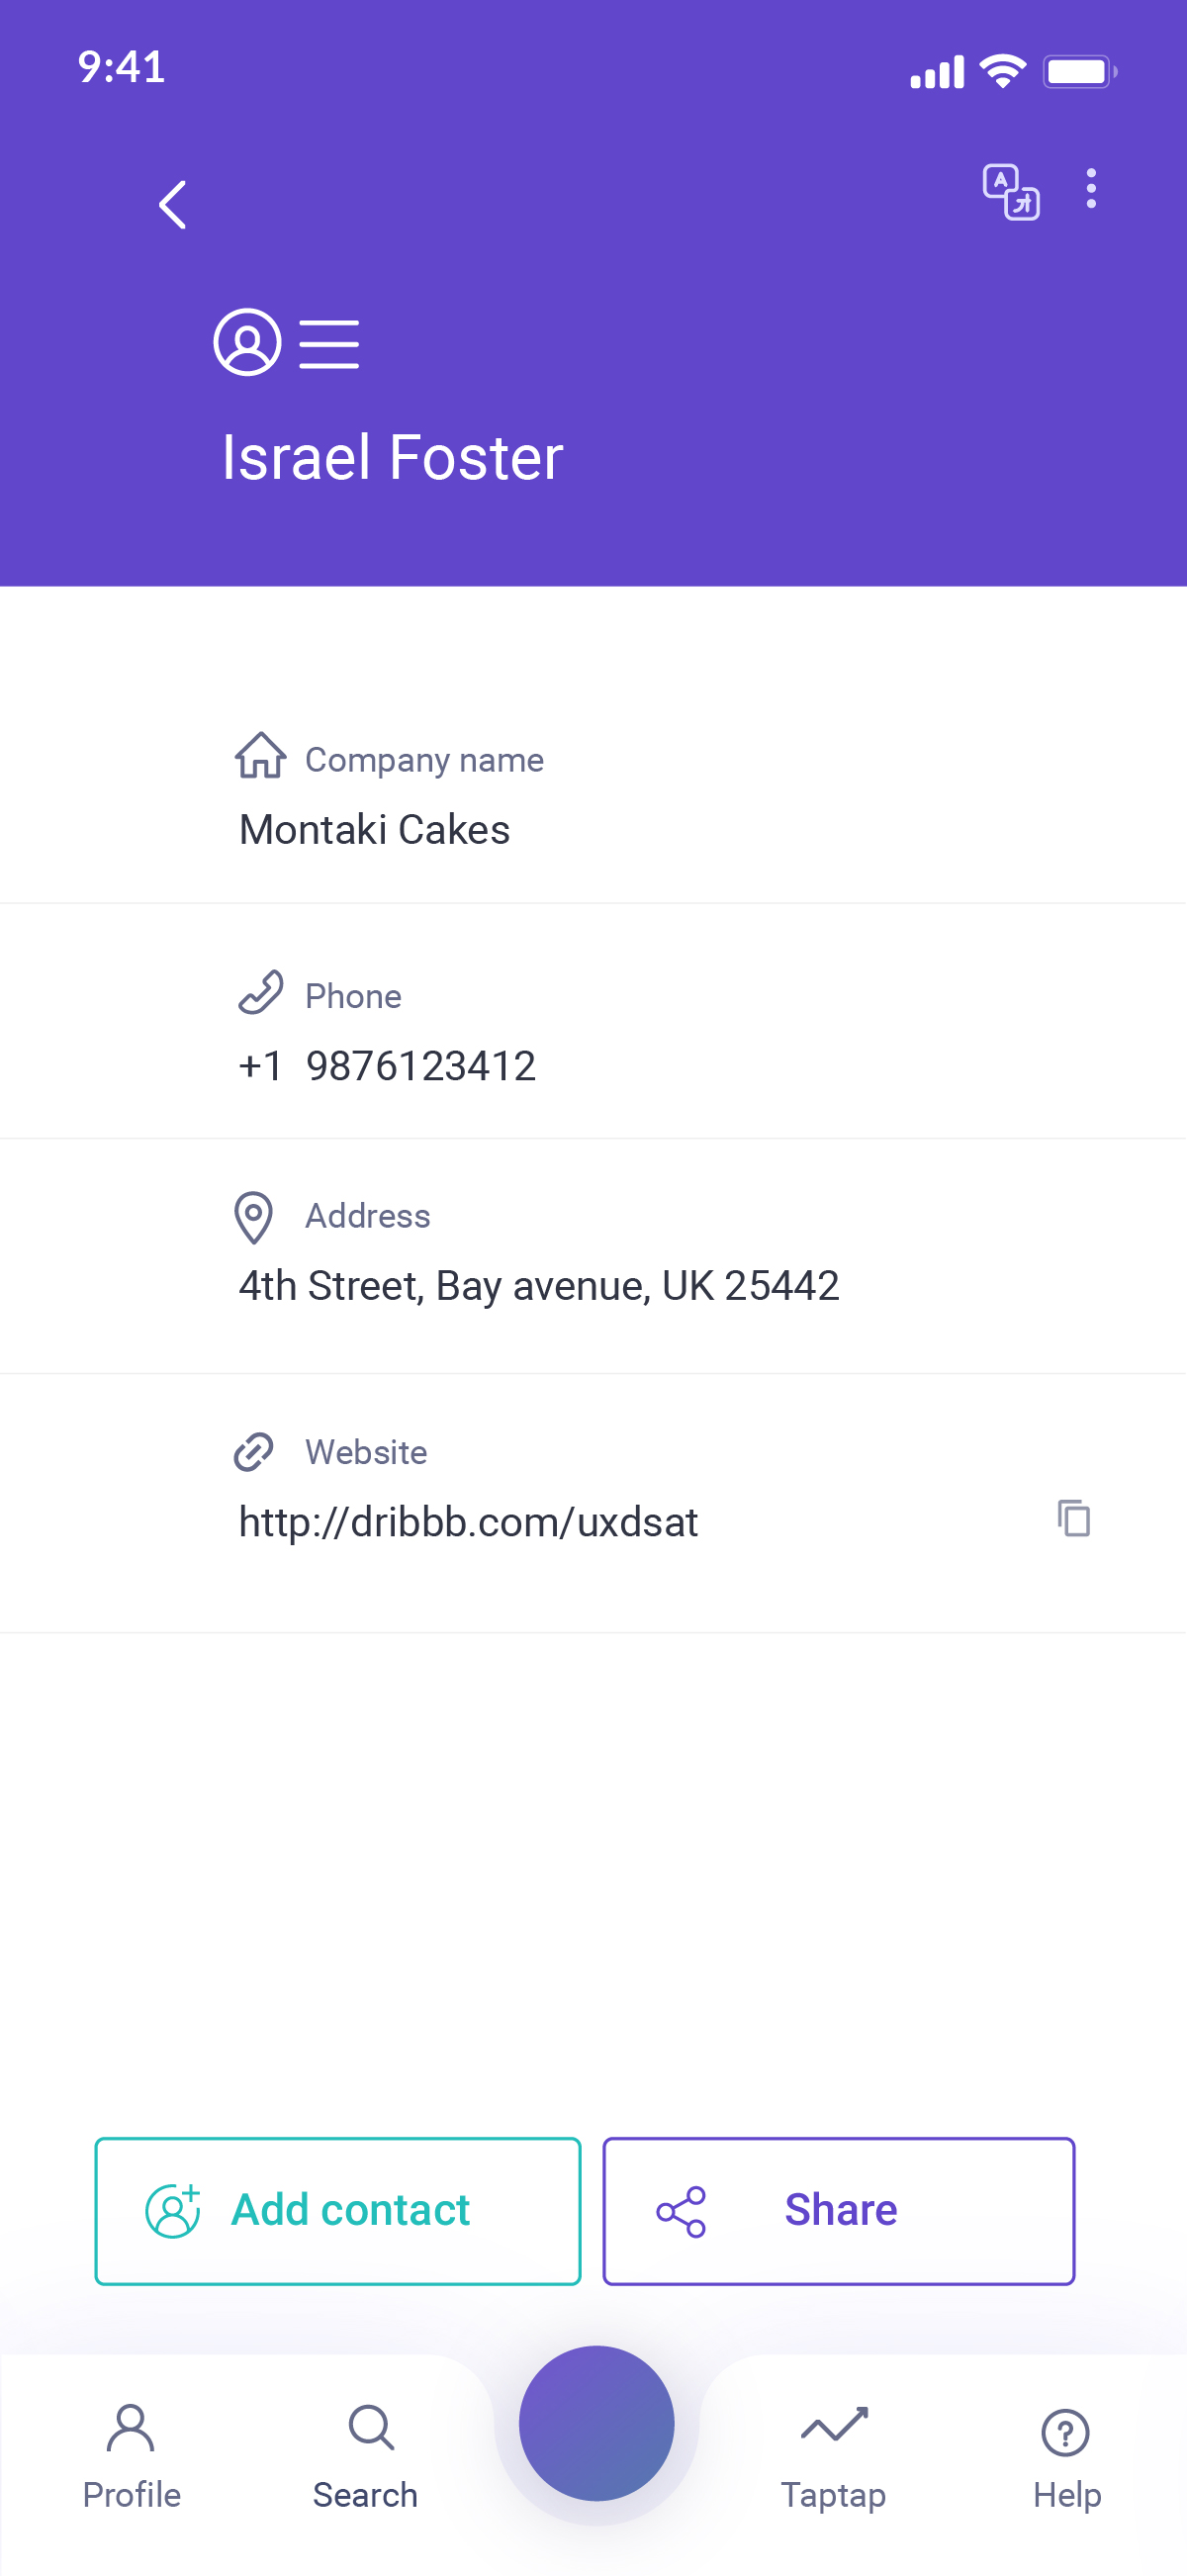 9:41
Israel Foster
Company name
Montaki Cakes
Phone
+1 9876123412
Address
4th Street, Bay avenue, UK 25442
Website
http://dribbb.com/uxdsat
Add contact
Share
Profile
Search
Taptap
Help